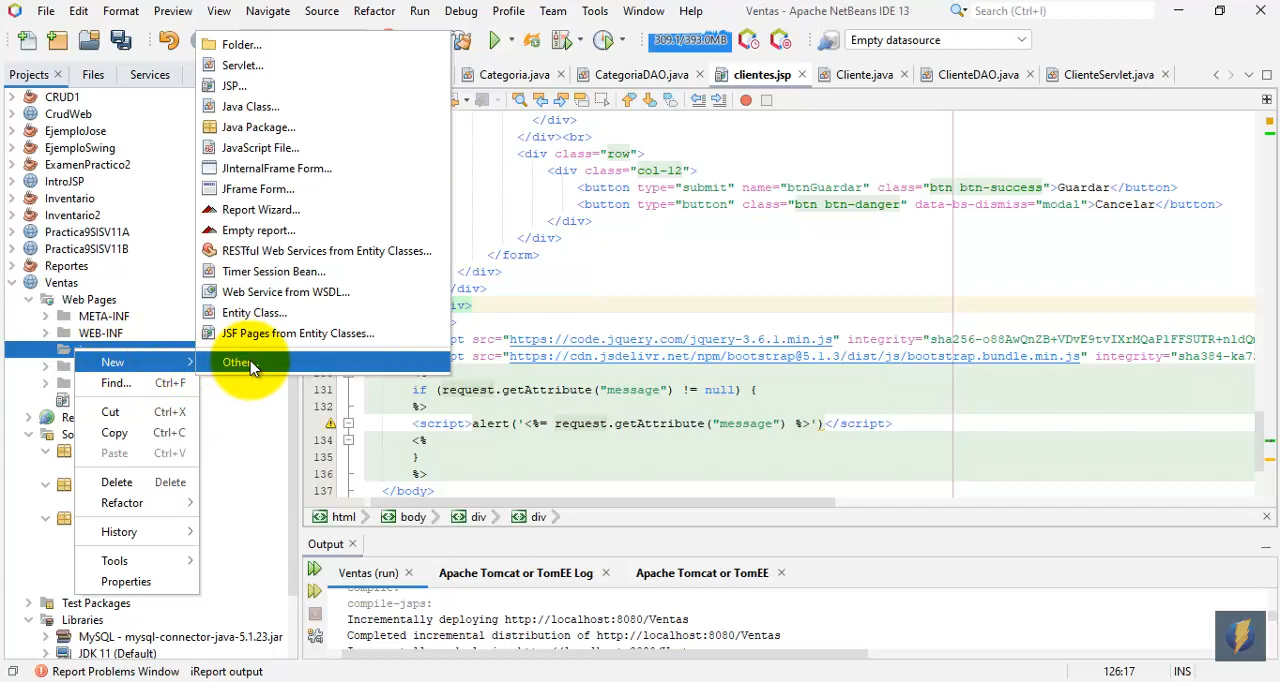 File Edit Format Presentation View Navigate Source Refactor Run Debug Profile Team Tools Window Help
Ventas - Apache NetBeans IDE 13
Search (Ctrl+I)
309.1/393.0MB
Empty datasource
Projects Files Services
Categoria.java CategoriaDAO.java clientes.jsp Cliente.java ClienteDAO.java ClienteServlet.java
CRUD1
CrudWeb
EjemploJose
EjemploSwing
ExamenPractico2
IntroJSP
Inventario
Inventario2
Practica9SISV11A
Practica9SISV11B
Reportes
Ventas
Web Pages
META-INF
WEB-INF
Re
So
Test Packages
Libraries
MySQL - mysql-connector-java-5.1.23.jar
JDK 11 (Default)
New
Find... Ctrl+F
Cut Ctrl+X
Copy Ctrl+C
Paste Ctrl+V
Delete Delete
Refactor
History
Tools
Properties
Folder...
Servlet...
JSP...
Java Class...
Java Package...
JavaScript File...
JInternalFrame Form...
JFrame Form...
Report Wizard...
Empty report...
RESTful Web Services from Entity Classes...
Timer Session Bean...
Web Service from WSDL...
Entity Class...
JSF Pages from Entity Classes...
Other
</div>
</div><br>
<div class="row">
<div class="col-12">
<button type="submit" name="btnGuardar" class="btn btn-success">Guardar</button>
<button type="button" class="btn btn-danger" data-bs-dismiss="modal">Cancelar</button>
</div>
</div>
</form>
</div>
/div>
iv>
>
t src="https://code.jquery.com/jquery-3.6.1.min.js" integrity="sha256-o88AwQnZB+VDvE9tvIXrMQaPlFFSUTR+nldQm
pt src="https://cdn.jsdelivr.net/npm/bootstrap@5.1.3/dist/js/bootstrap.bundle.min.js" integrity="sha384-ka7
131 if (request.getAttribute("message") != null) {
132 %>
<script>alert('<%= request.getAttribute("message") %>')</script>
134 <%
135 }
136 %>
137 </body>
html body div div
Output
Ventas (run) Apache Tomcat or TomEE Log Apache Tomcat or TomEE
compile:
compile-jsps:
Incrementally deploying http://localhost:8080/Ventas
Completed incremental distribution of http://localhost:8080/Ventas
Report Problems Window iReport output
126:17 INS